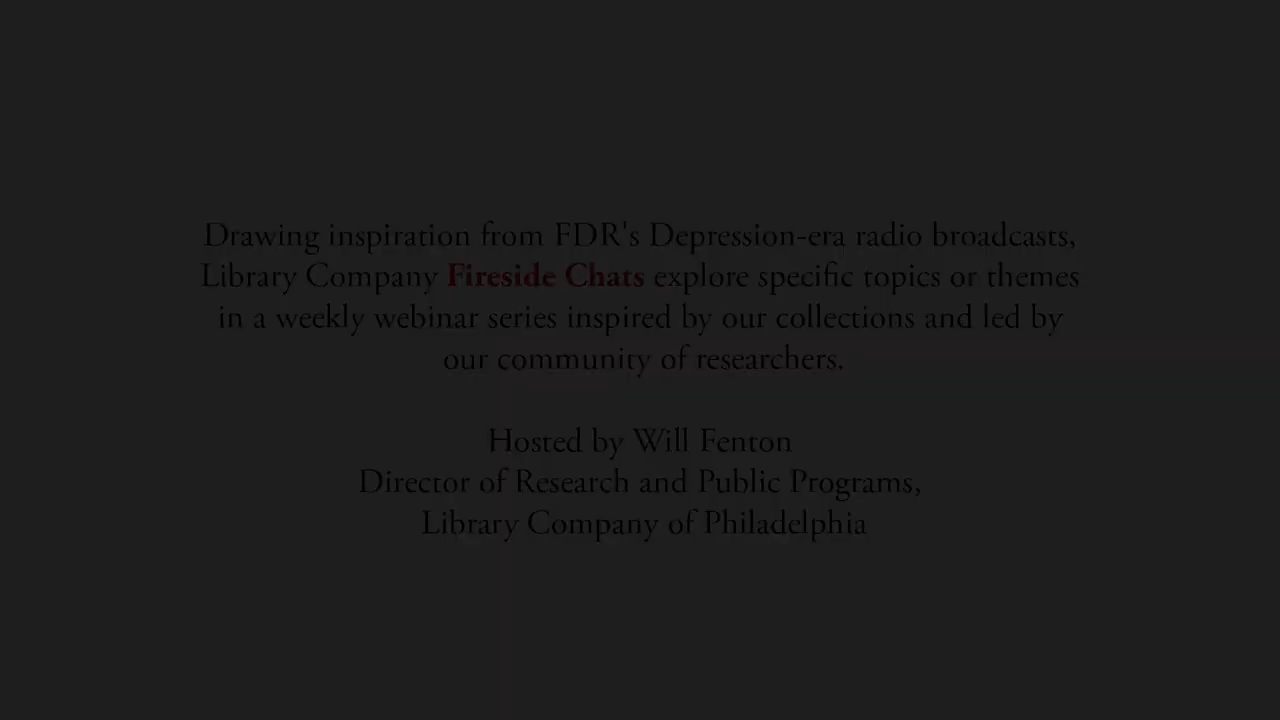 Drawing inspiration from FDR's Depression-era radio broadcasts,
Library Company Fireside Chats explore specific topics or themes
in a weekly webinar series inspired by our collections and led by
our community of researchers.
Hosted by Will Fenton
Director of Research and Public Programs,
Library Company of Philadelphia